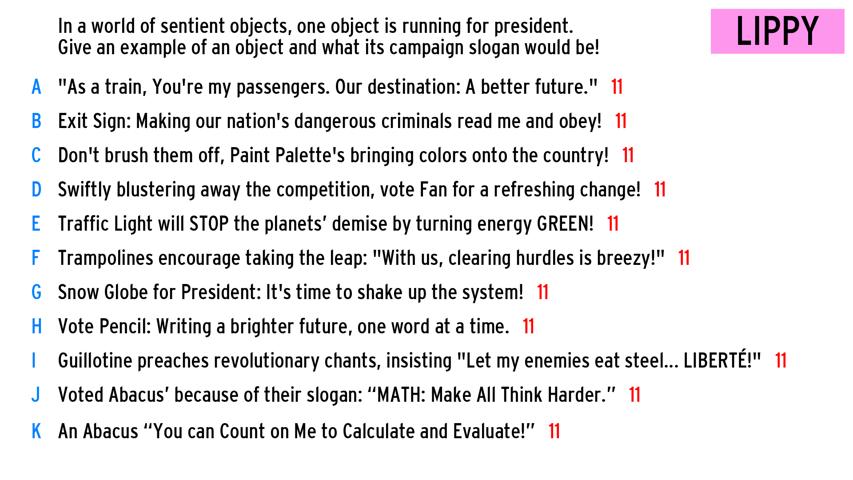 In a world of sentient objects, one object is running for president.
Give an example of an object and what its campaign slogan would be!
LIPPY
A "As a train, You're my passengers. Our destination: A better future." 11
B Exit Sign: Making our nation's dangerous criminals read me and obey! 11
C Don't brush them off, Paint Palette's bringing colors onto the country! 11
D Swiftly blustering away the competition, vote Fan for a refreshing change! 11
E Traffic Light will STOP the planets’ demise by turning energy GREEN! 11
F Trampolines encourage taking the leap: "With us, clearing hurdles is breezy!" 11
G Snow Globe for President: It's time to shake up the system! 11
H Vote Pencil: Writing a brighter future, one word at a time. 11
I Guillotine preaches revolutionary chants, insisting "Let my enemies eat steel... LIBERTÉ!" 11
J Voted Abacus’ because of their slogan: “MATH: Make All Think Harder.” 11
K An Abacus “You can Count on Me to Calculate and Evaluate!” 11